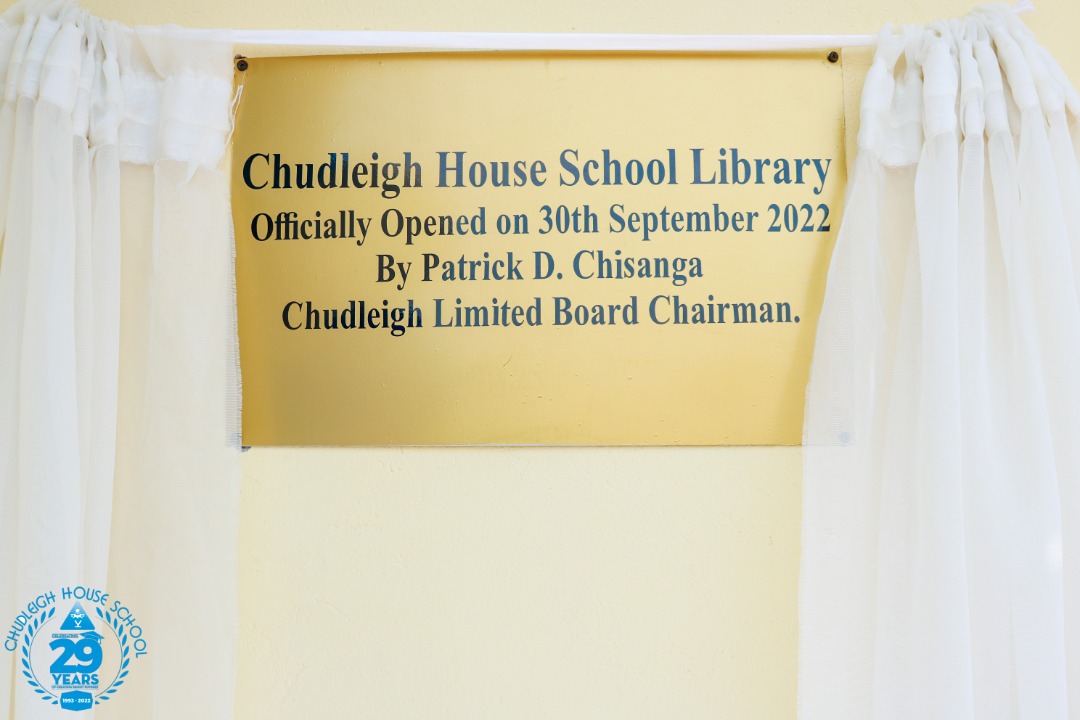 Chudleigh House School Library
Officially Opened on 30th September 2022
By Patrick D. Chisanga
Chudleigh Limited Board Chairman.
CHUDLEIGH HOUSE SCHOOL
CELEBRATING
29
YEARS
1993 - 2022